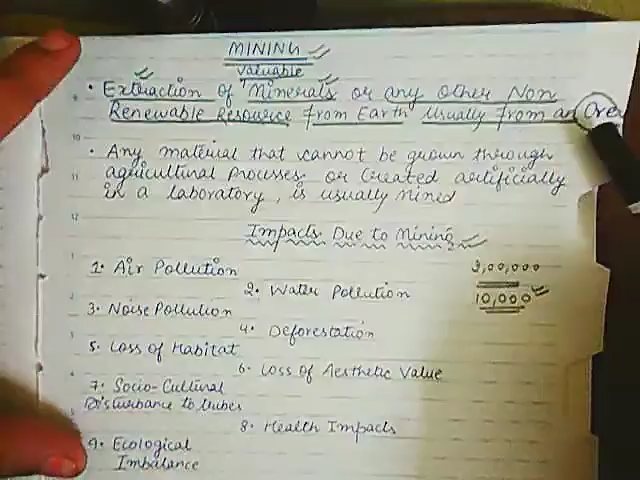 MINING
Valuable
• Extraction of Minerals or any other Non
Renewable Resource from Earth usually from an Ore
• Any material that cannot be grown through
agricultural processes or created artificially
in a laboratory, is usually mined
Impacts Due to Mining
1. Air Pollution
2. Water Pollution
3. Noise Pollution
4. Deforestation
5. Loss of Habitat
6. Loss of Aesthetic Value
7. Socio-Cultural
Disturbance to tribes
8. Health Impacts
9. Ecological
Imbalance
2,00,000
10,000